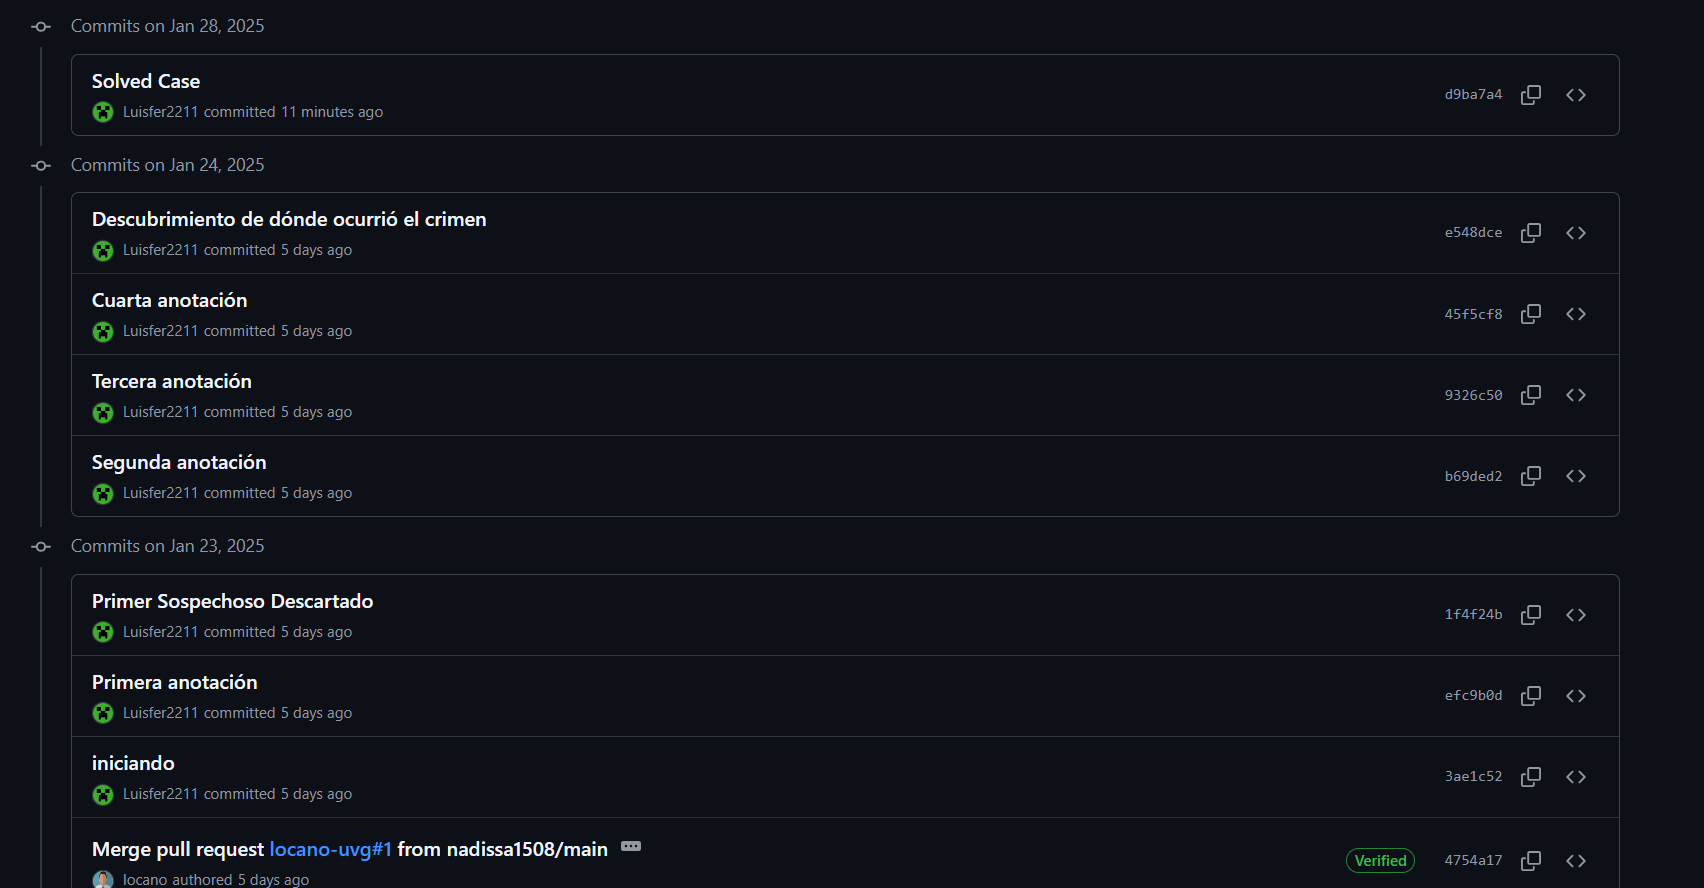 Commits on Jan 28, 2025
Solved Case
d9ba7a4
Luisfer2211 committed 11 minutes ago
Commits on Jan 24, 2025
Descubrimiento de dónde ocurrió el crimen
e548dce
Luisfer2211 committed 5 days ago
Cuarta anotación
45f5cf8
Luisfer2211 committed 5 days ago
Tercera anotación
9326c50
Luisfer2211 committed 5 days ago
Segunda anotación
b69ded2
Luisfer2211 committed 5 days ago
Commits on Jan 23, 2025
Primer Sospechoso Descartado
1f4f24b
Luisfer2211 committed 5 days ago
Primera anotación
efc9b0d
Luisfer2211 committed 5 days ago
iniciando
3ae1c52
Luisfer2211 committed 5 days ago
Merge pull request locano-uvg#1 from nadissa1508/main
Verified 4754a17
locano authored 5 days ago